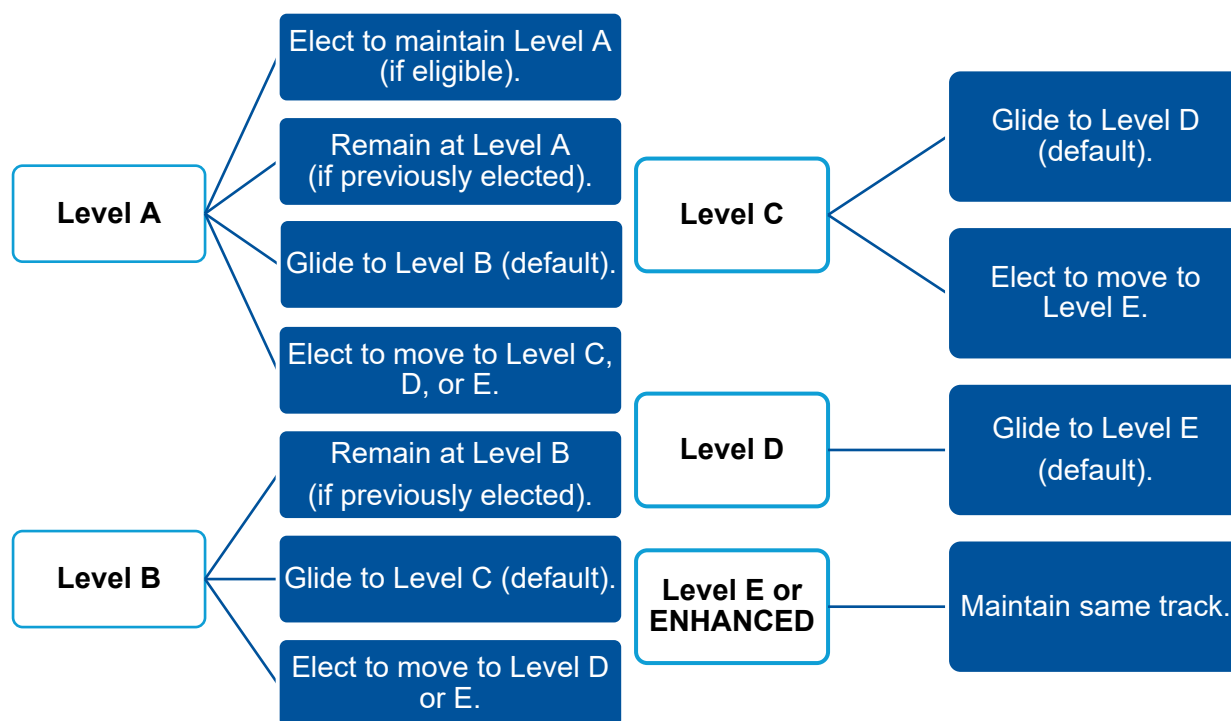 Level A
Elect to maintain Level A
(if eligible).
Remain at Level A
(if previously elected).
Glide to Level B (default).
Elect to move to Level C,
D, or E.
Level B
Remain at Level B
(if previously elected).
Glide to Level C (default).
Elect to move to Level D
or E.
Level C
Glide to Level D
(default).
Elect to move to
Level E.
Level D
Glide to Level E
(default).
Level E or
ENHANCED
Maintain same track.